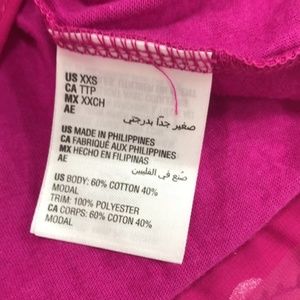 US XXS
CA TTP
MX XXCH
AE صغير جدًا بدرجتي
US MADE IN PHILIPPINES
CA FABRIQUÉ AUX PHILIPPINES
MX HECHO EN FILIPINAS
AE صنع في الفلبين
US BODY: 60% COTTON 40%
MODAL
TRIM: 100% POLYESTER
CA CORPS: 60% COTON 40%
MODAL